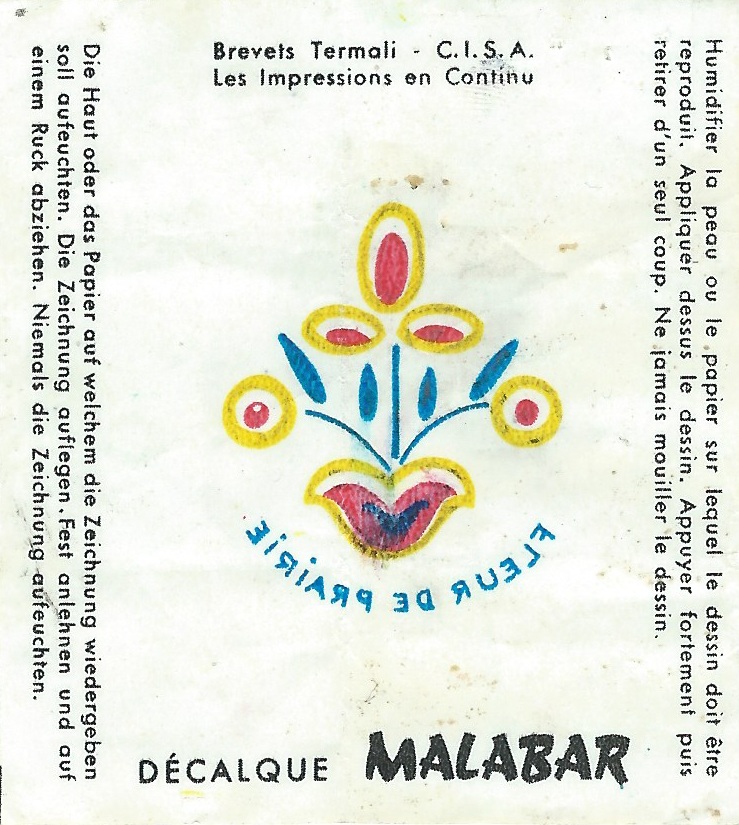 Brevets Termali - C.I.S.A.
Les Impressions en Continu
Die Haut oder das Papier auf welchem die Zeichnung wiedergeben
soll aufeuchten. Die Zeichnung auflegen. Fest anlehnen und auf
einem Ruck abziehen. Niemals die Zeichnung aufeuchten.
Humidifier la peau ou le papier sur lequel le dessin doit être
reproduit. Appliquer dessus le dessin. Appuyer fortement puis
retirer d'un seul coup. Ne jamais mouiller le dessin.
FLEUR DE PRAiRiE
DÉCALQUE MALABAR